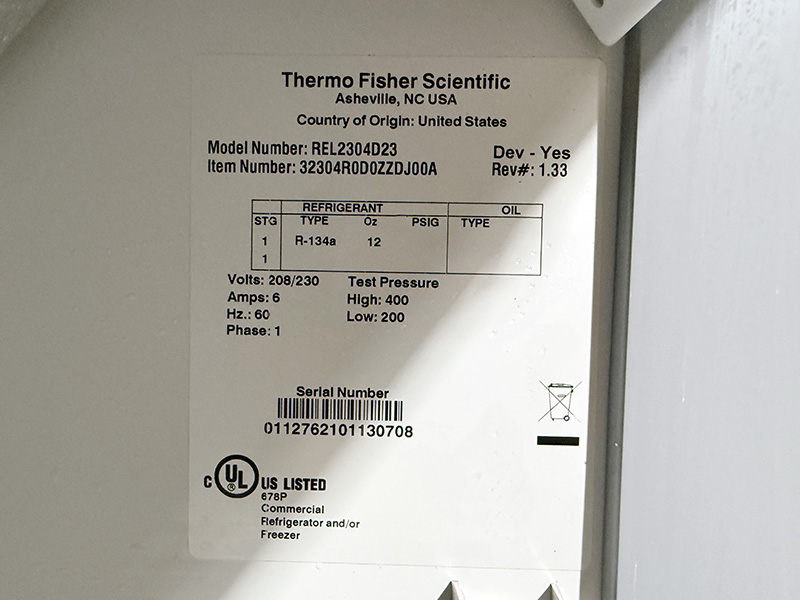 Thermo Fisher Scientific
Asheville, NC USA
Country of Origin: United States
Model Number: REL2304D23 Dev - Yes
Item Number: 32304R0D0ZZDJ00A Rev#: 1.33
REFRIGERANT OIL
STG TYPE Oz PSIG TYPE
1 R-134a 12
1
Volts: 208/230 Test Pressure
Amps: 6 High: 400
Hz.: 60 Low: 200
Phase: 1
Serial Number
0112762101130708
C UL ® US LISTED
678P
Commercial
Refrigerator and/or
Freezer